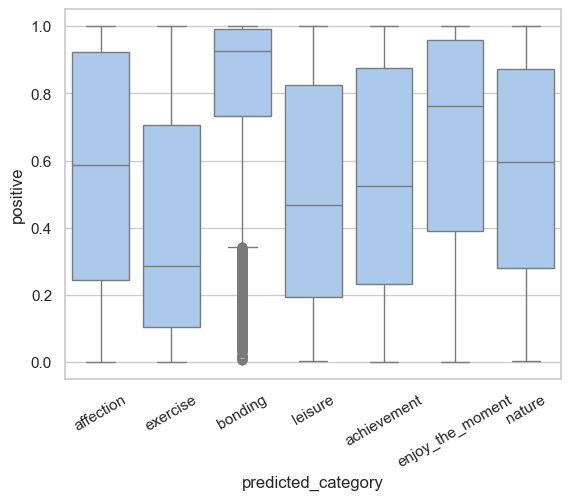 1.0
0.8
0.6
0.4
0.2
0.0
positive
affection
exercise
bonding
leisure
achievement
enjoy_the_moment
nature
predicted_category